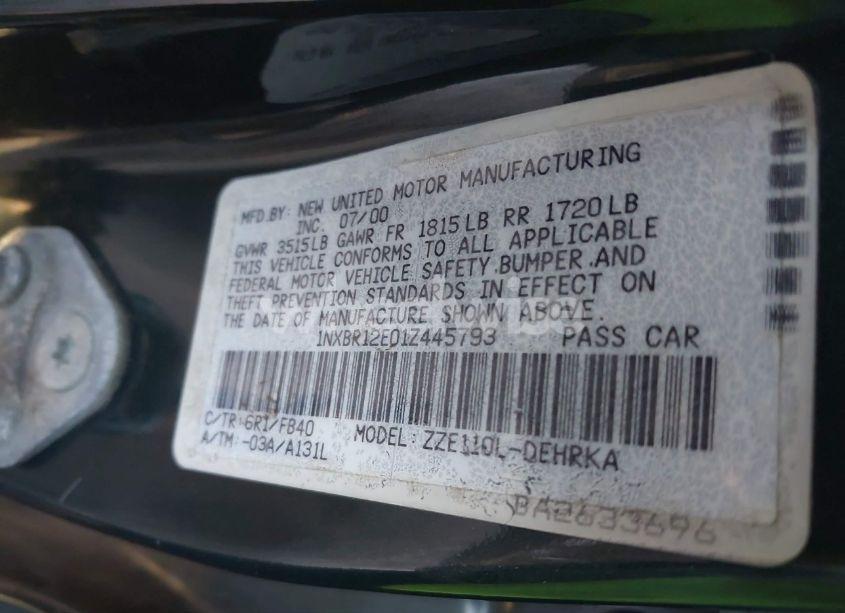 MFD.BY: NEW UNITED MOTOR MANUFACTURING
INC. 07/00
GVWR 3515LB GAWR FR 1815LB RR 1720LB
THIS VEHICLE CONFORMS TO ALL APPLICABLE
FEDERAL MOTOR VEHICLE SAFETY.BUMPER.AND
THEFT PREVENTION STANDARDS IN EFFECT ON
THE DATE OF MANUFACTURE SHOWN ABOVE.
1NXBR12E01Z445793 PASS CAR
C/TR:6R1/FB40
A/TM:-03A/A131L MODEL: ZZE110L-DEHRKA
BA2633696